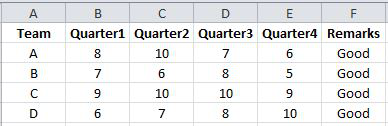 A B C D E F
Team Quarter1 Quarter2 Quarter3 Quarter4 Remarks
A 8 10 7 6 Good
B 7 6 8 5 Good
C 9 10 10 9 Good
D 6 7 8 10 Good